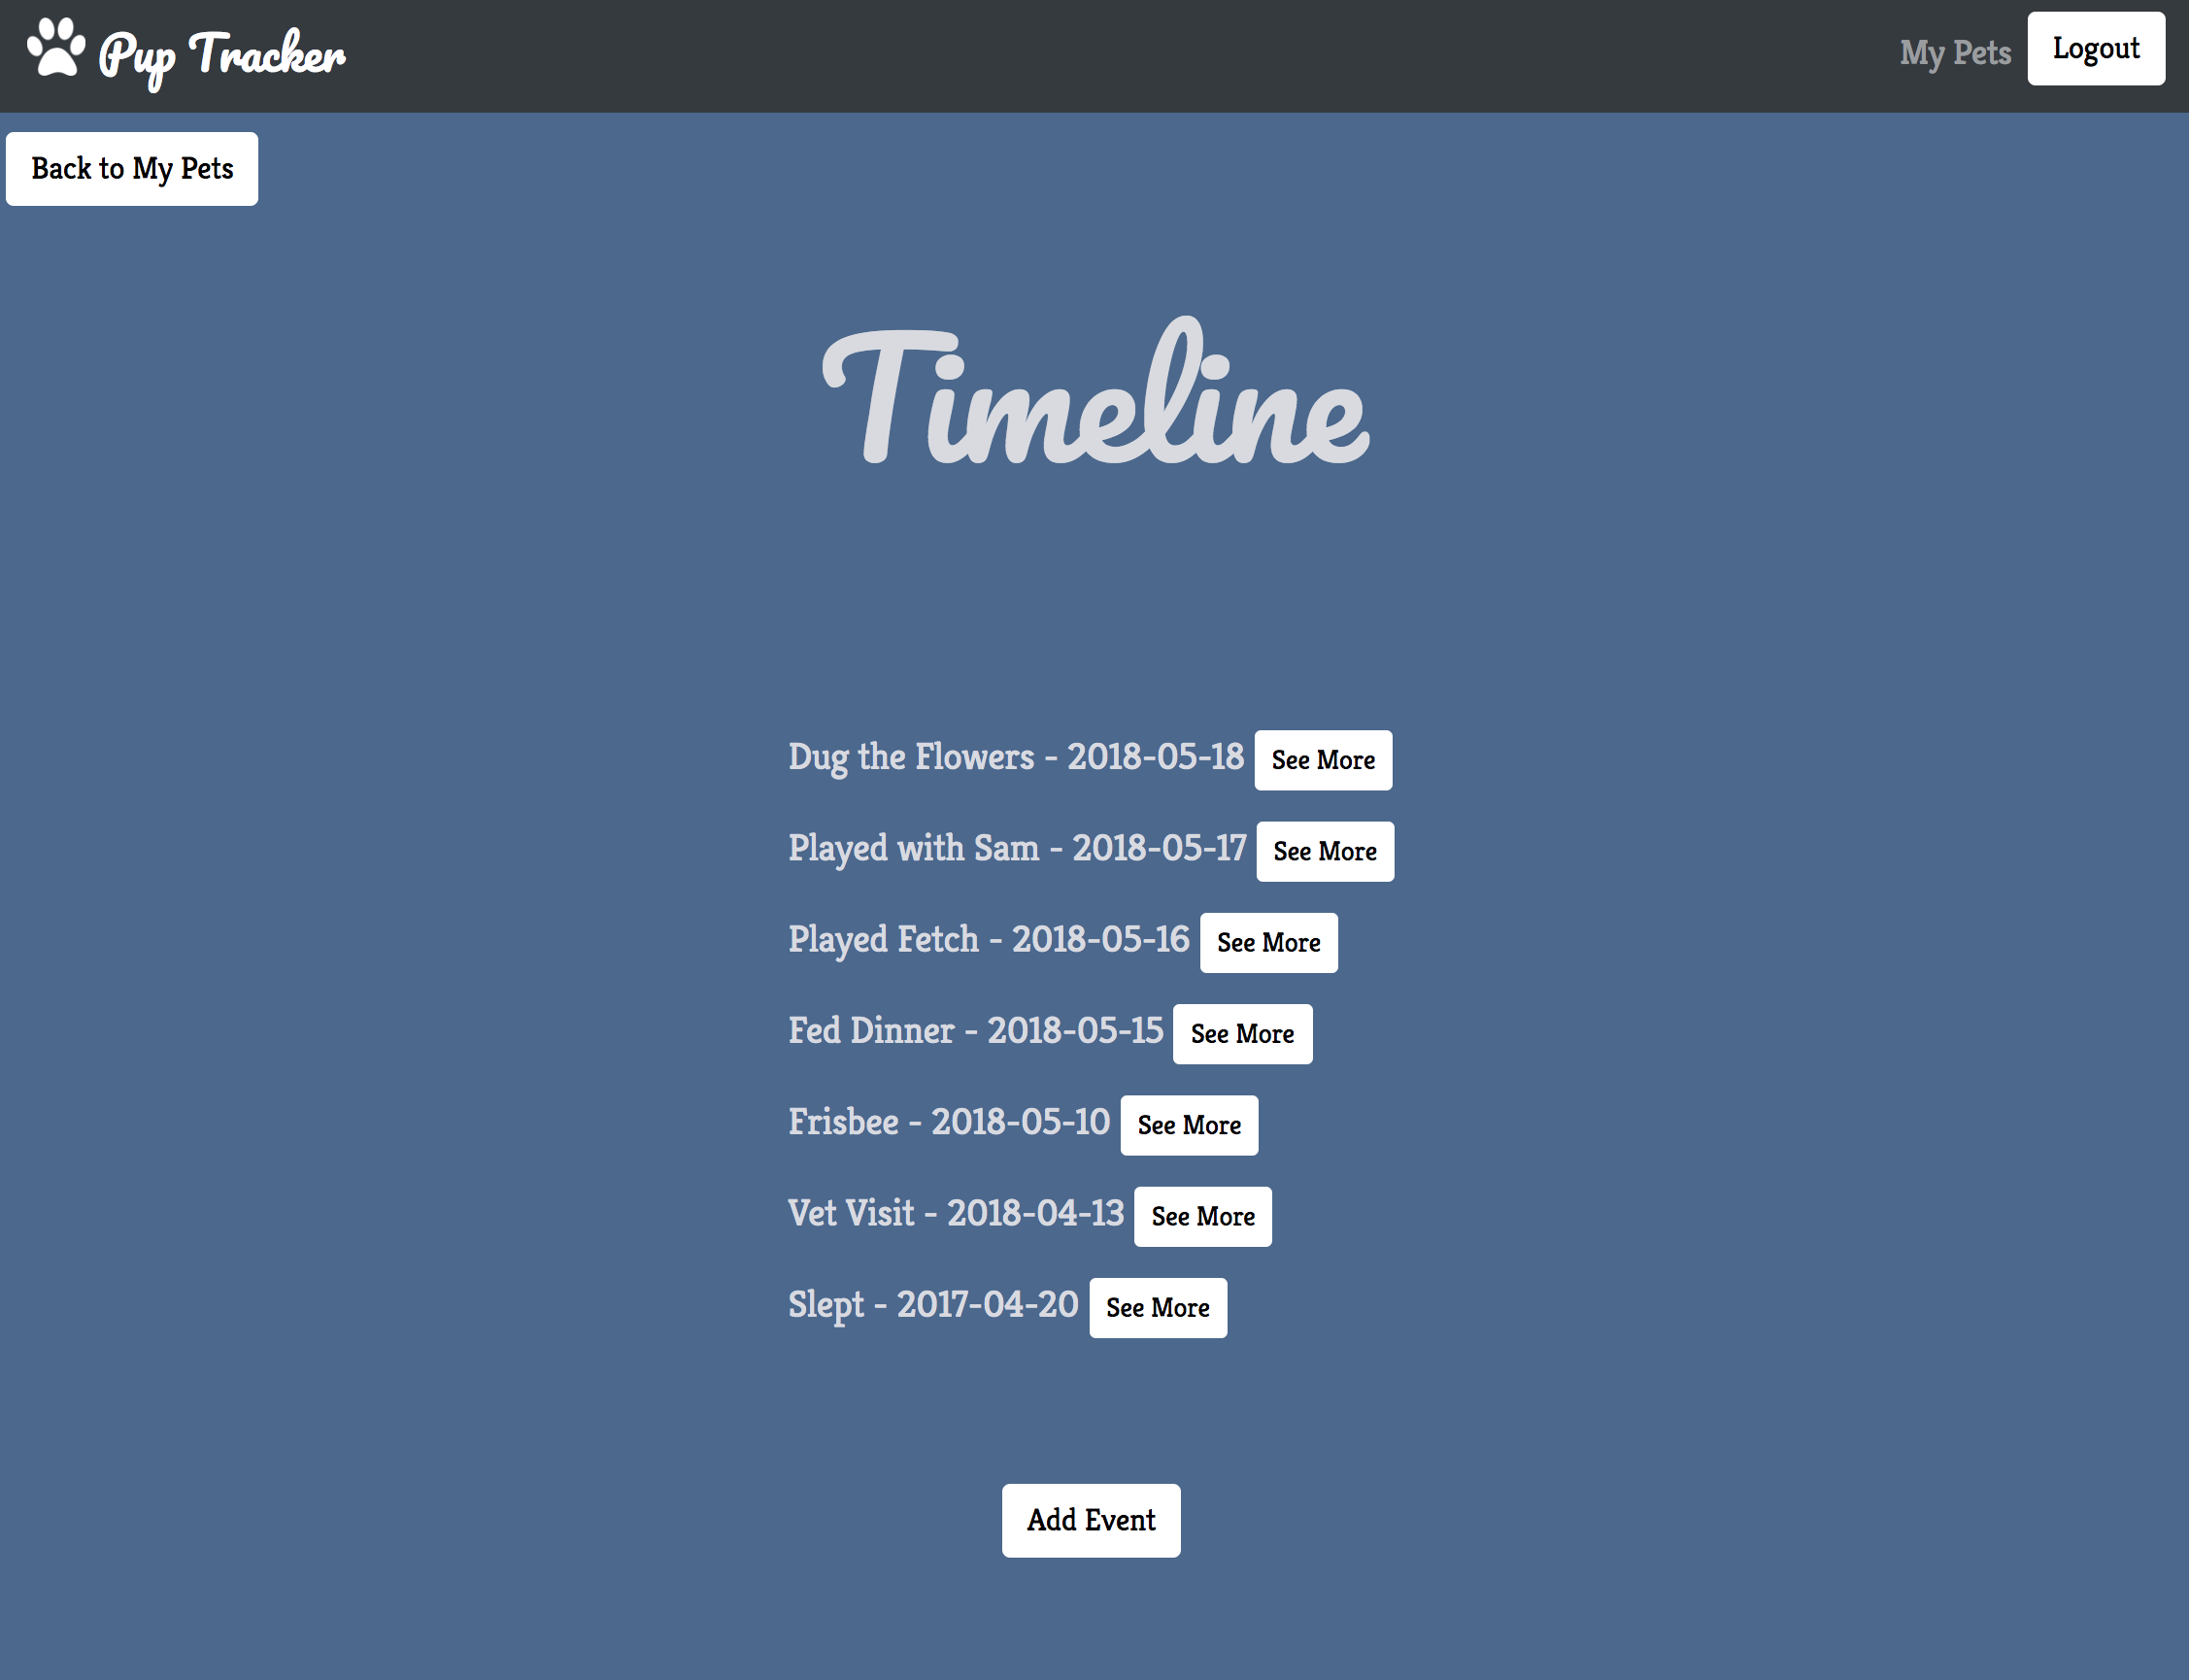 Pup Tracker My Pets Logout
Back to My Pets
Timeline
Dug the Flowers - 2018-05-18 See More
Played with Sam - 2018-05-17 See More
Played Fetch - 2018-05-16 See More
Fed Dinner - 2018-05-15 See More
Frisbee - 2018-05-10 See More
Vet Visit - 2018-04-13 See More
Slept - 2017-04-20 See More
Add Event